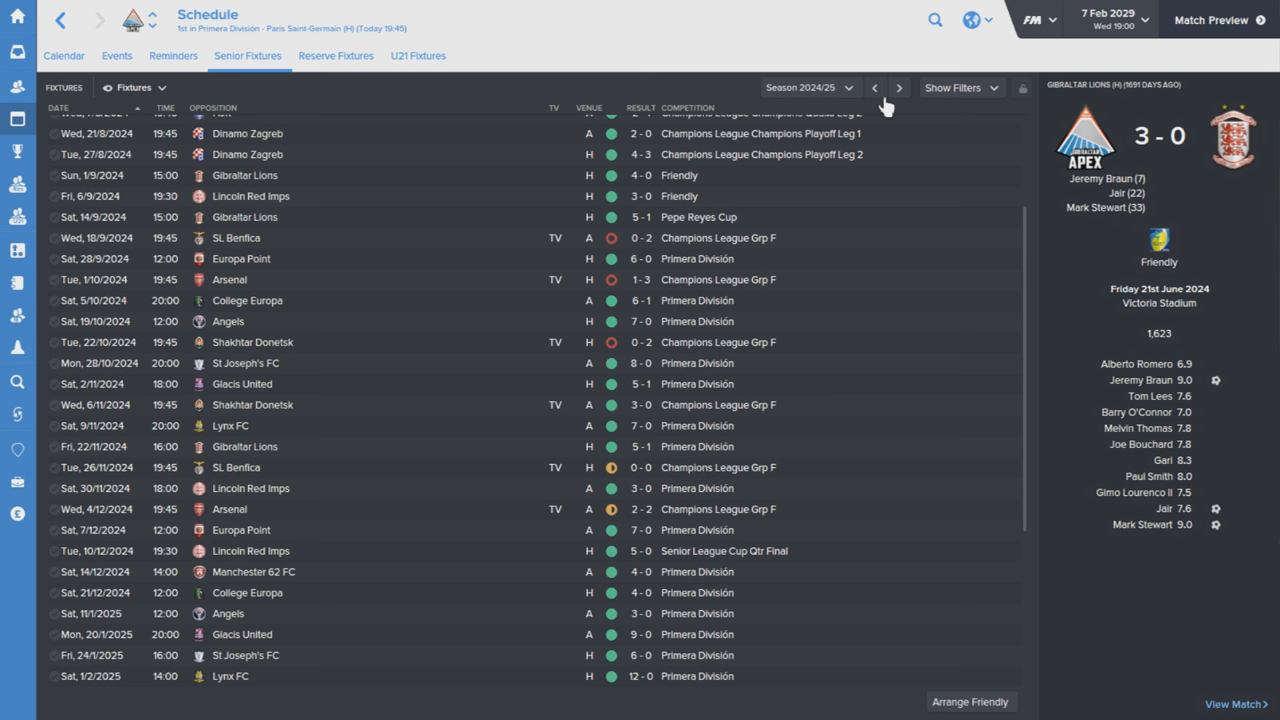 Schedule
1st in Primera División - Paris Saint-Germain (H) (Today 19:45)
FM
7 Feb 2029
Wed 19:00
Match Preview
Calendar Events Reminders Senior Fixtures Reserve Fixtures U21 Fixtures
FIXTURES Fixtures Season 2024/25 Show Filters
DATE TIME OPPOSITION TV VENUE RESULT COMPETITION
Wed, 21/8/2024 19:45 Dinamo Zagreb A 2 - 0 Champions League Champions Playoff Leg 1
Tue, 27/8/2024 19:45 Dinamo Zagreb H 4 - 3 Champions League Champions Playoff Leg 2
Sun, 1/9/2024 15:00 Gibraltar Lions H 4 - 0 Friendly
Fri, 6/9/2024 19:30 Lincoln Red Imps H 3 - 0 Friendly
Sat, 14/9/2024 15:00 Gibraltar Lions H 5 - 1 Pepe Reyes Cup
Wed, 18/9/2024 19:45 SL Benfica TV A 0 - 2 Champions League Grp F
Sat, 28/9/2024 12:00 Europa Point H 6 - 0 Primera División
Tue, 1/10/2024 19:45 Arsenal TV H 1 - 3 Champions League Grp F
Sat, 5/10/2024 20:00 College Europa A 6 - 1 Primera División
Sat, 19/10/2024 12:00 Angels H 7 - 0 Primera División
Tue, 22/10/2024 19:45 Shakhtar Donetsk TV H 0 - 2 Champions League Grp F
Mon, 28/10/2024 20:00 St Joseph's FC A 8 - 0 Primera División
Sat, 2/11/2024 18:00 Glacis United H 5 - 1 Primera División
Wed, 6/11/2024 19:45 Shakhtar Donetsk TV A 3 - 0 Champions League Grp F
Sat, 9/11/2024 20:00 Lynx FC A 7 - 0 Primera División
Fri, 22/11/2024 16:00 Gibraltar Lions H 5 - 1 Primera División
Tue, 26/11/2024 19:45 SL Benfica TV H 0 - 0 Champions League Grp F
Sat, 30/11/2024 18:00 Lincoln Red Imps A 3 - 0 Primera División
Wed, 4/12/2024 19:45 Arsenal TV A 2 - 2 Champions League Grp F
Sat, 7/12/2024 12:00 Europa Point A 7 - 0 Primera División
Tue, 10/12/2024 19:30 Lincoln Red Imps H 5 - 0 Senior League Cup Qtr Final
Sat, 14/12/2024 14:00 Manchester 62 FC A 4 - 0 Primera División
Sat, 21/12/2024 12:00 College Europa H 4 - 0 Primera División
Sat, 11/1/2025 12:00 Angels A 3 - 0 Primera División
Mon, 20/1/2025 20:00 Glacis United A 9 - 0 Primera División
Fri, 24/1/2025 16:00 St Joseph's FC H 6 - 0 Primera División
Sat, 1/2/2025 14:00 Lynx FC H 12 - 0 Primera División
Arrange Friendly
GIBRALTAR LIONS (H) (1691 DAYS AGO)
GIBRALTAR
APEX
3 - 0
Jeremy Braun (7)
Jair (22)
Mark Stewart (33)
Friendly
Friday 21st June 2024
Victoria Stadium
1,623
Alberto Romero 6.9
Jeremy Braun 9.0
Tom Lees 7.6
Barry O'Connor 7.0
Melvin Thomas 7.8
Joe Bouchard 7.8
Gari 8.3
Paul Smith 8.0
Gimo Lourenco II 7.5
Jair 7.6
Mark Stewart 9.0
View Match>